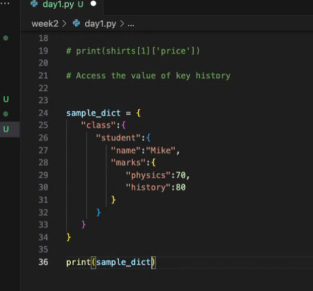 day1.py U
week2 > day1.py > ...
U
U
18
19 # print(shirts[1]['price'])
20
21 # Access the value of key history
22
23
24 sample_dict = {
25 "class":{
26 "student":{
27 "name":"Mike",
28 "marks":{
29 "physics":70,
30 "history":80
31 }
32 }
33 }
34 }
35
36 print(sample_dict)